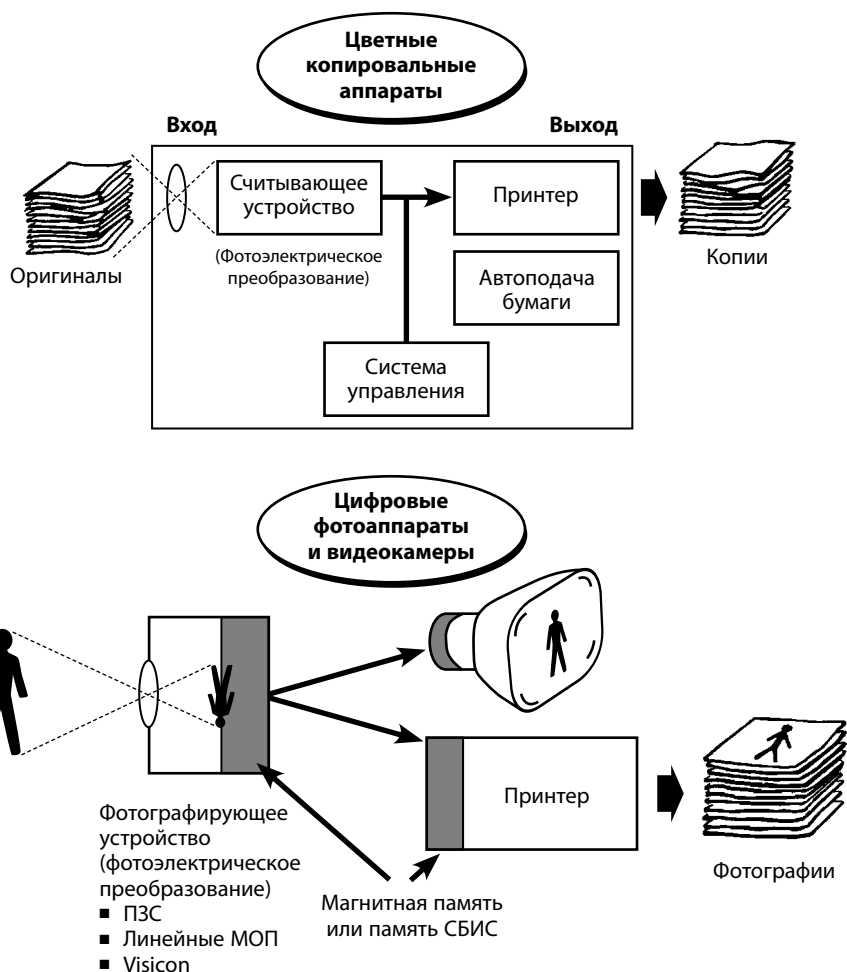 Цветные
копировальные
аппараты
Вход
Выход
Считывающее
устройство
Принтер
(Фотоэлектрическое
преобразование)
Оригиналы
Автоподача
бумаги
Копии
Система
управления
Цифровые
фотоаппараты
и видеокамеры
Принтер
Фотографирующее
устройство
(фотоэлектрическое
преобразование)
■ ПЗС
■ Линейные МОП
■ Visicon
Магнитная память
или память СБИС
Фотографии